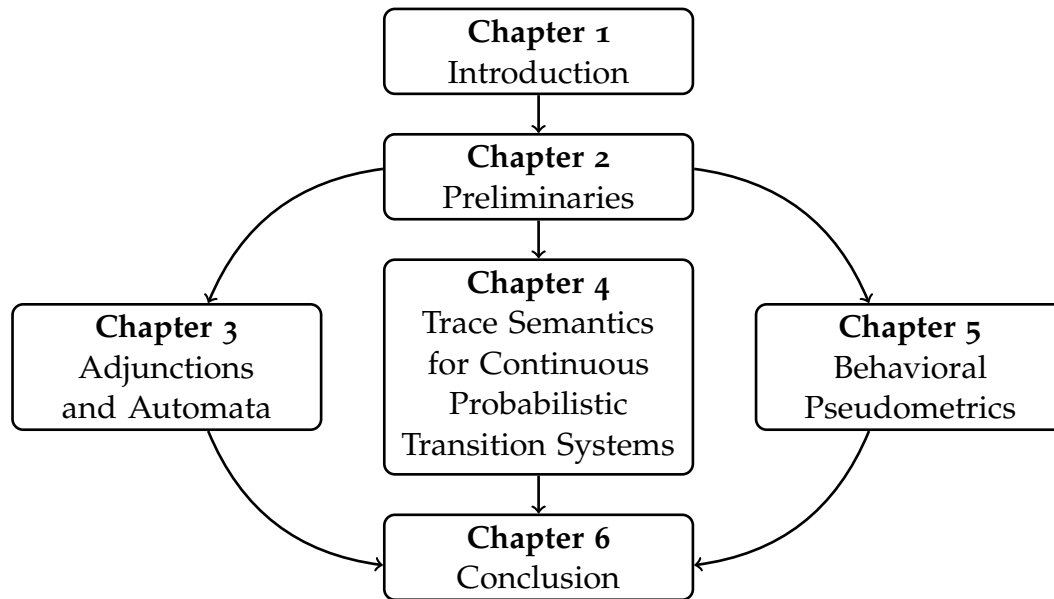 Chapter 1
Introduction
Chapter 2
Preliminaries
Chapter 3
Adjunctions
and Automata
Chapter 4
Trace Semantics
for Continuous
Probabilistic
Transition Systems
Chapter 5
Behavioral
Pseudometrics
Chapter 6
Conclusion